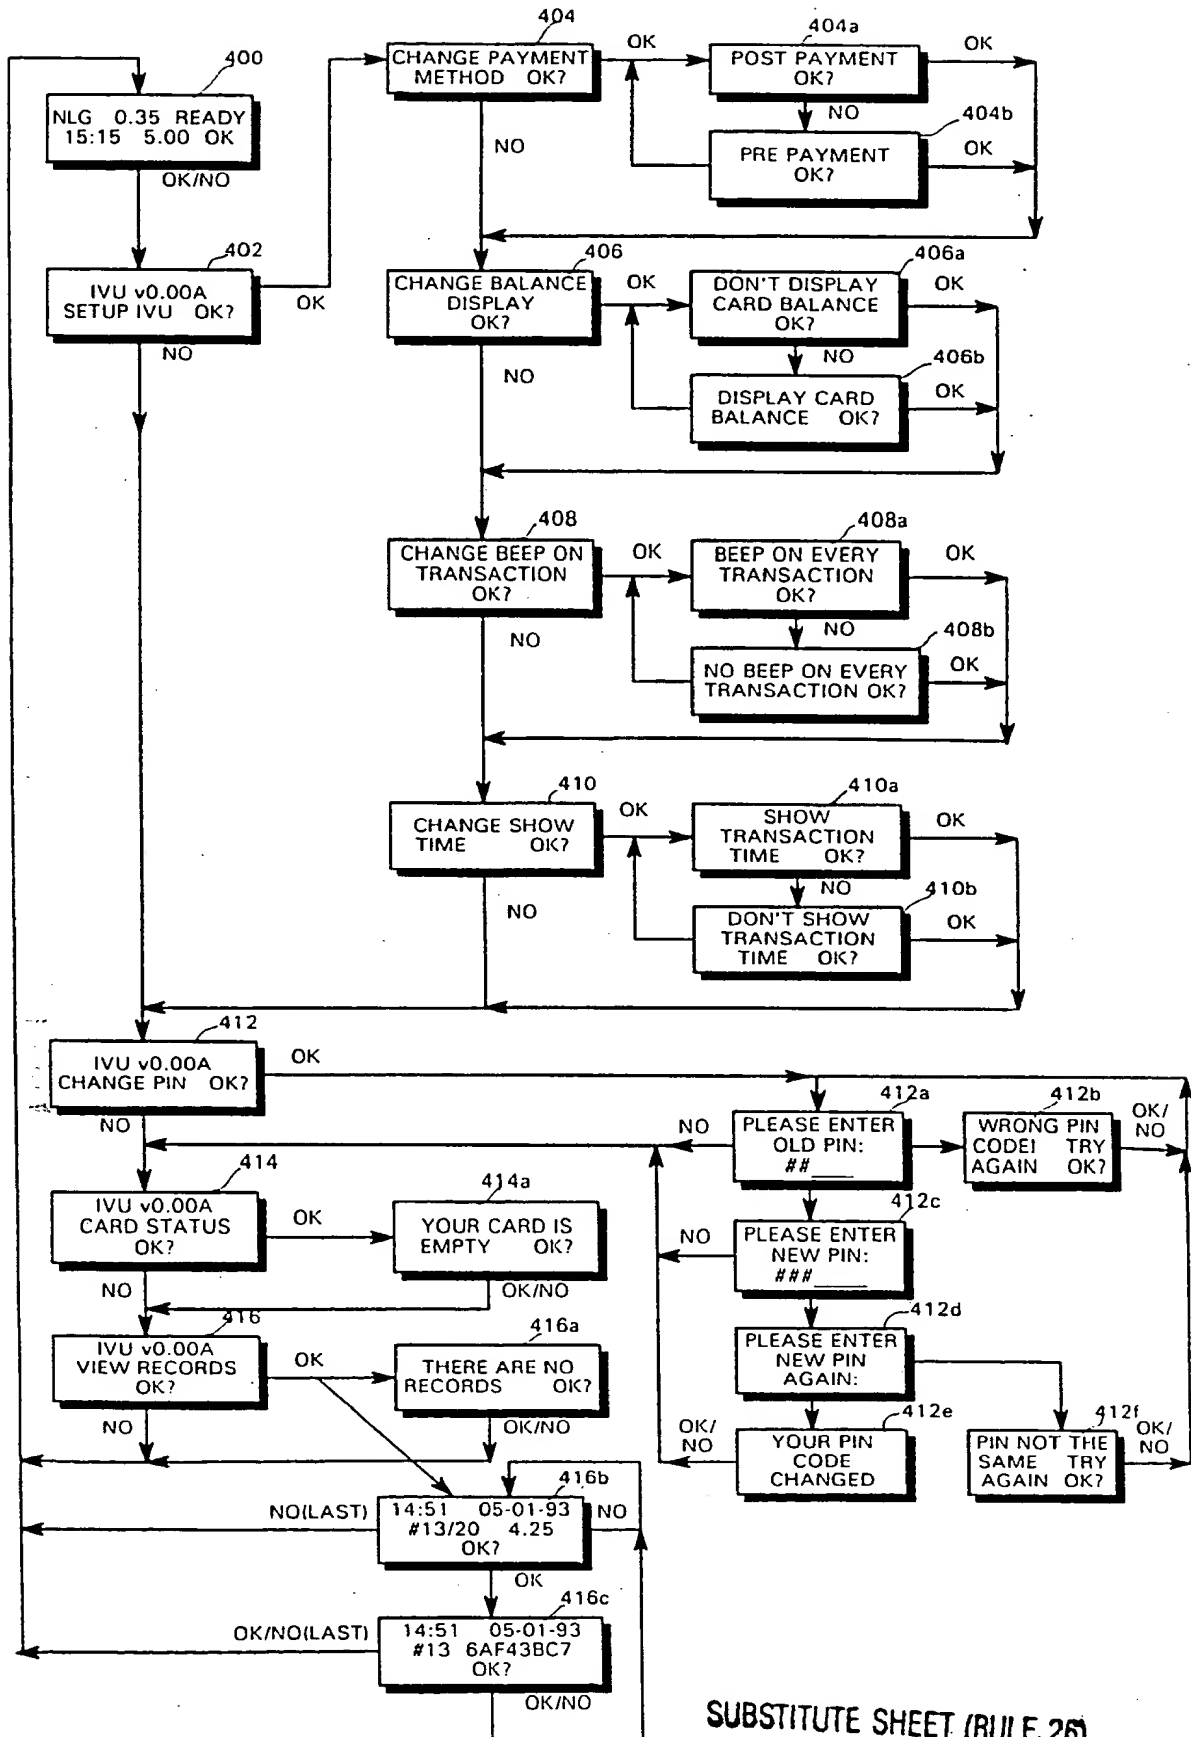 400
NLG 0.35 READY
15:15 5.00 OK
OK/NO
402
IVU v0.00A
SETUP IVU OK?
OK
NO
404
CHANGE PAYMENT
METHOD OK?
OK
NO
404a
POST PAYMENT
OK?
OK
NO
404b
PRE PAYMENT
OK?
OK
406
CHANGE BALANCE
DISPLAY
OK?
OK
NO
406a
DON'T DISPLAY
CARD BALANCE
OK?
OK
NO
406b
DISPLAY CARD
BALANCE OK?
OK
408
CHANGE BEEP ON
TRANSACTION
OK?
OK
NO
408a
BEEP ON EVERY
TRANSACTION
OK?
OK
NO
408b
NO BEEP ON EVERY
TRANSACTION OK?
OK
410
CHANGE SHOW
TIME OK?
OK
NO
410a
SHOW
TRANSACTION
TIME OK?
OK
NO
410b
DON'T SHOW
TRANSACTION
TIME OK?
OK
412
IVU v0.00A
CHANGE PIN OK?
OK
NO
412a
PLEASE ENTER
OLD PIN:
##____
NO
412b
WRONG PIN
CODE! TRY
AGAIN OK?
OK/
NO
412c
PLEASE ENTER
NEW PIN:
###____
NO
412d
PLEASE ENTER
NEW PIN
AGAIN:
412e
YOUR PIN
CODE
CHANGED
OK/
NO
412f
PIN NOT THE
SAME TRY
AGAIN OK?
OK/
NO
414
IVU v0.00A
CARD STATUS
OK?
OK
NO
414a
YOUR CARD IS
EMPTY OK?
OK/NO
416
IVU v0.00A
VIEW RECORDS
OK?
OK
NO
416a
THERE ARE NO
RECORDS OK?
OK/NO
416b
14:51 05-01-93
#13/20 4.25
OK?
NO(LAST)
NO
OK
416c
14:51 05-01-93
#13 6AF43BC7
OK?
OK/NO(LAST)
OK/NO
SUBSTITUTE SHEET (RULE 26)